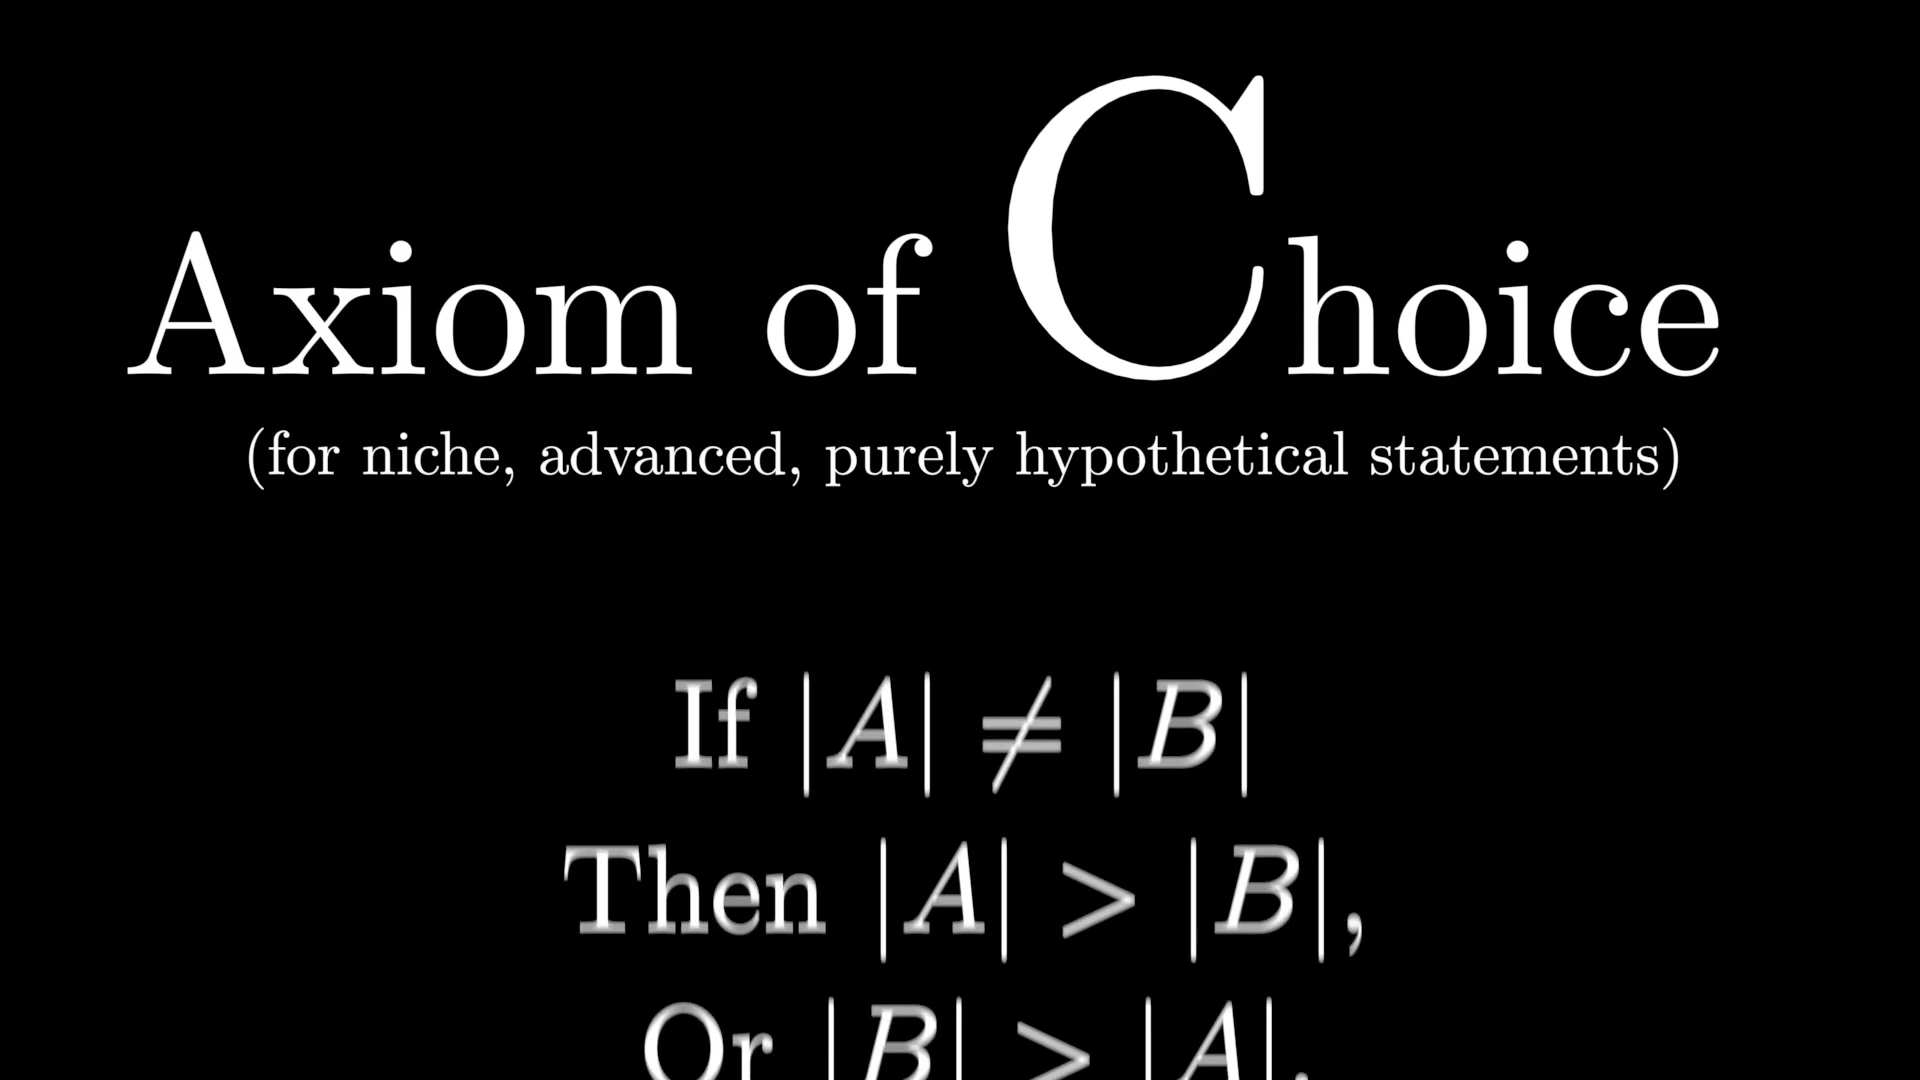 Axiom of Choice
(for niche, advanced, purely hypothetical statements)
If |A| ≠ |B|
Then |A| > |B|,
Or |B| > |A|.